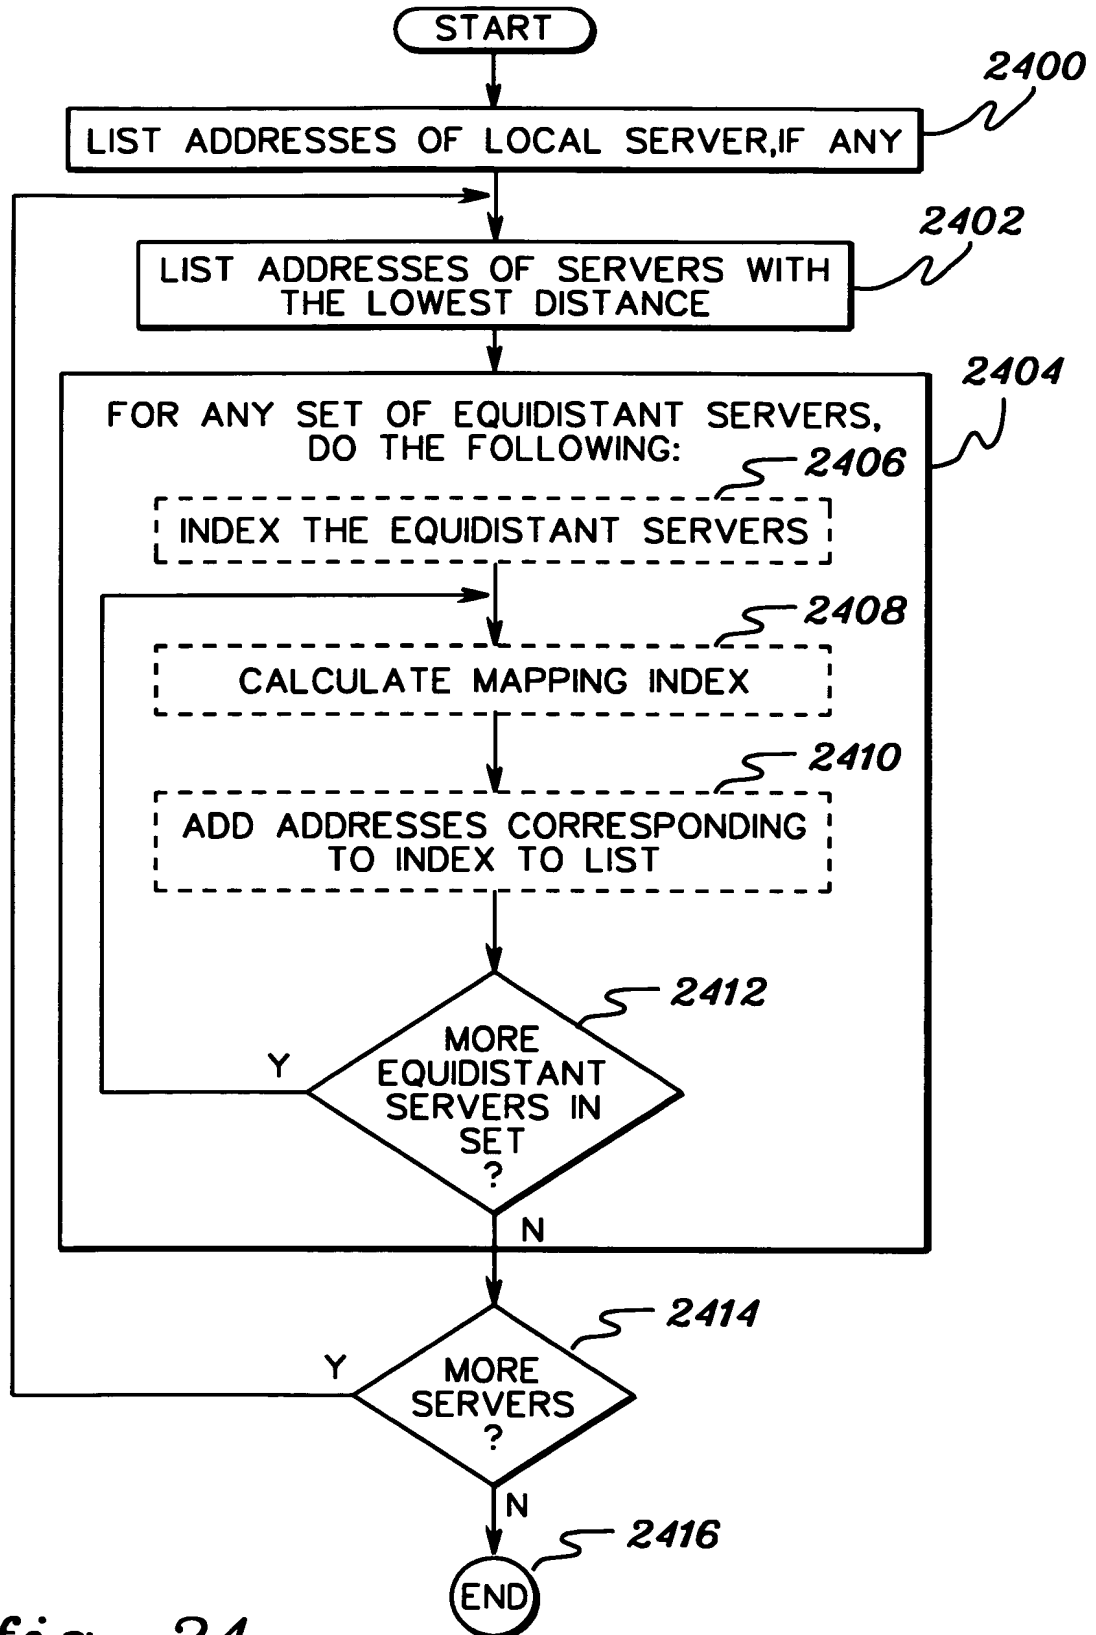 START
2400
LIST ADDRESSES OF LOCAL SERVER,IF ANY
2402
LIST ADDRESSES OF SERVERS WITH
THE LOWEST DISTANCE
2404
FOR ANY SET OF EQUIDISTANT SERVERS,
DO THE FOLLOWING:
2406
INDEX THE EQUIDISTANT SERVERS
2408
CALCULATE MAPPING INDEX
2410
ADD ADDRESSES CORRESPONDING
TO INDEX TO LIST
2412
MORE
EQUIDISTANT
SERVERS IN
SET
?
Y
N
2414
MORE
SERVERS
?
Y
N
2416
END
fig. 24